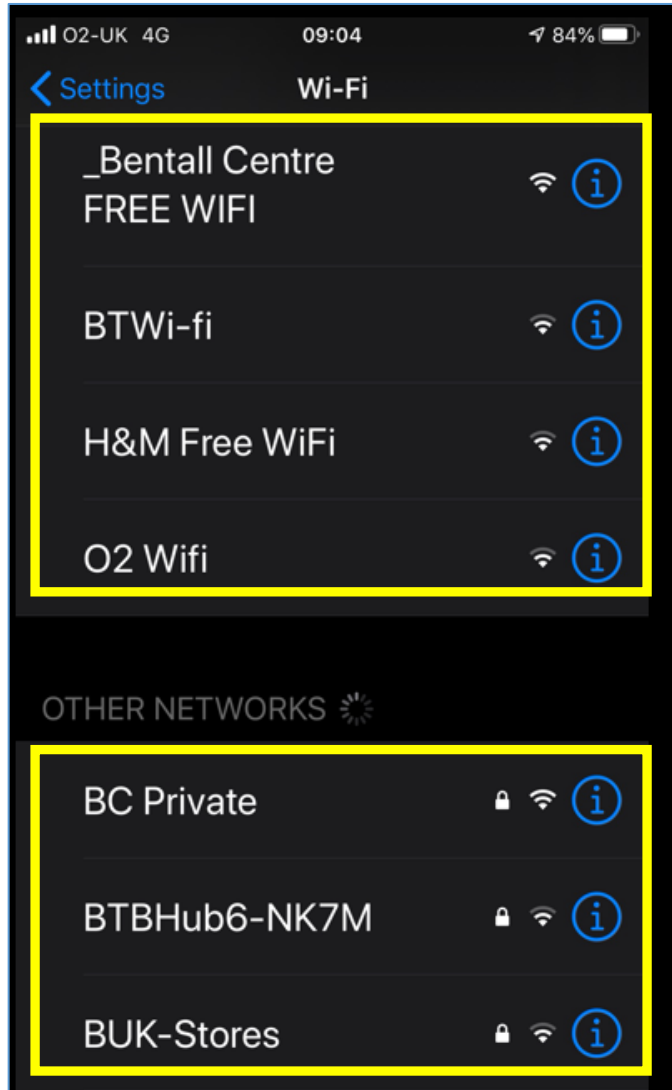 O2-UK 4G 09:04 84%
Settings Wi-Fi
_Bentall Centre
FREE WIFI
BTWi-fi
H&M Free WiFi
O2 Wifi
OTHER NETWORKS
BC Private
BTBHub6-NK7M
BUK-Stores